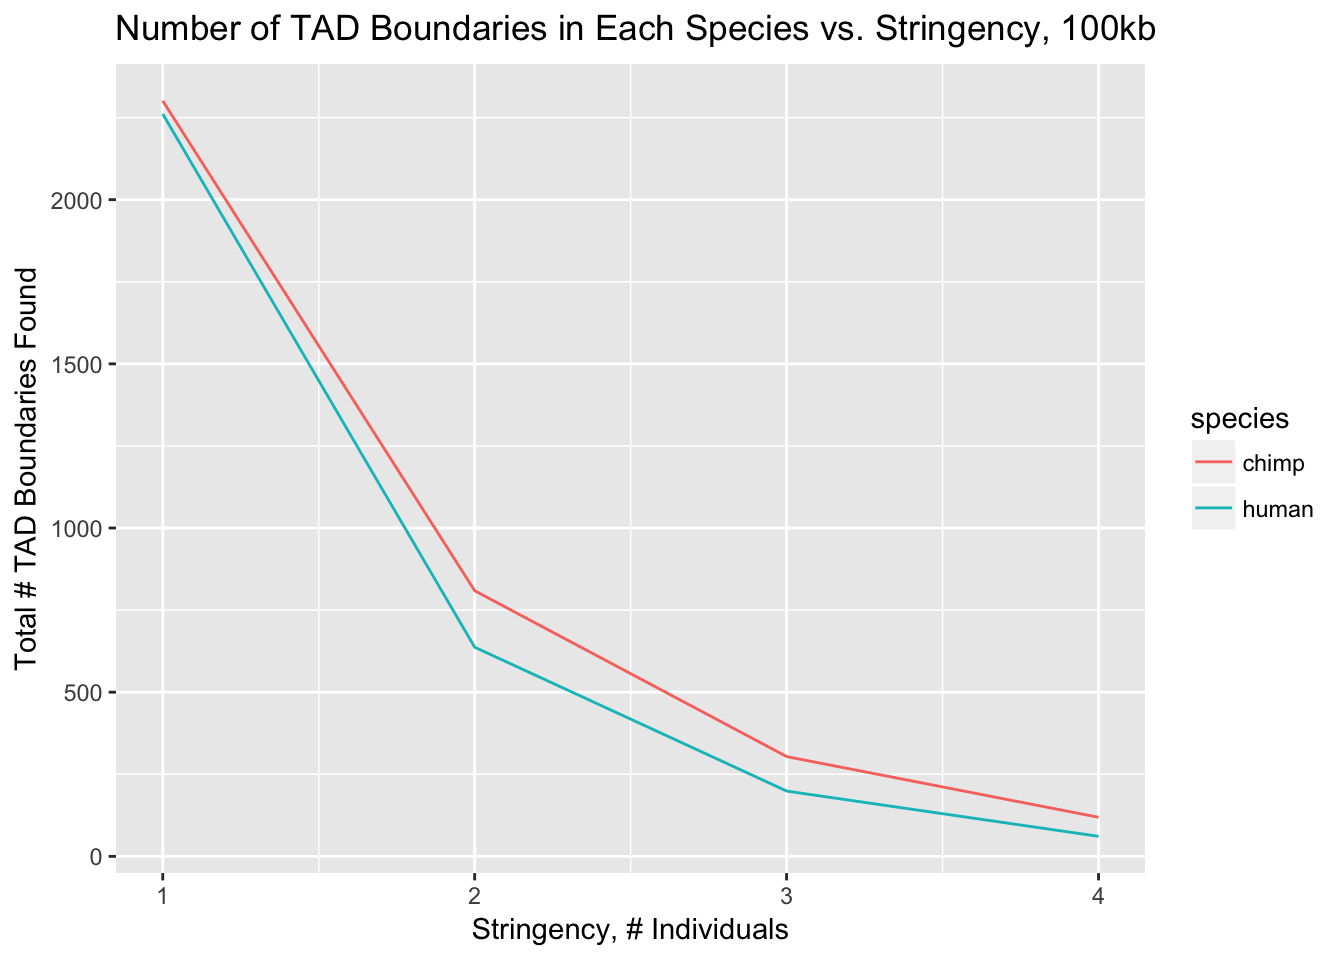 Number of TAD Boundaries in Each Species vs. Stringency, 100kb
Total # TAD Boundaries Found
2000
1500
1000
500
0
1 2 3 4
Stringency, # Individuals
species
chimp
human